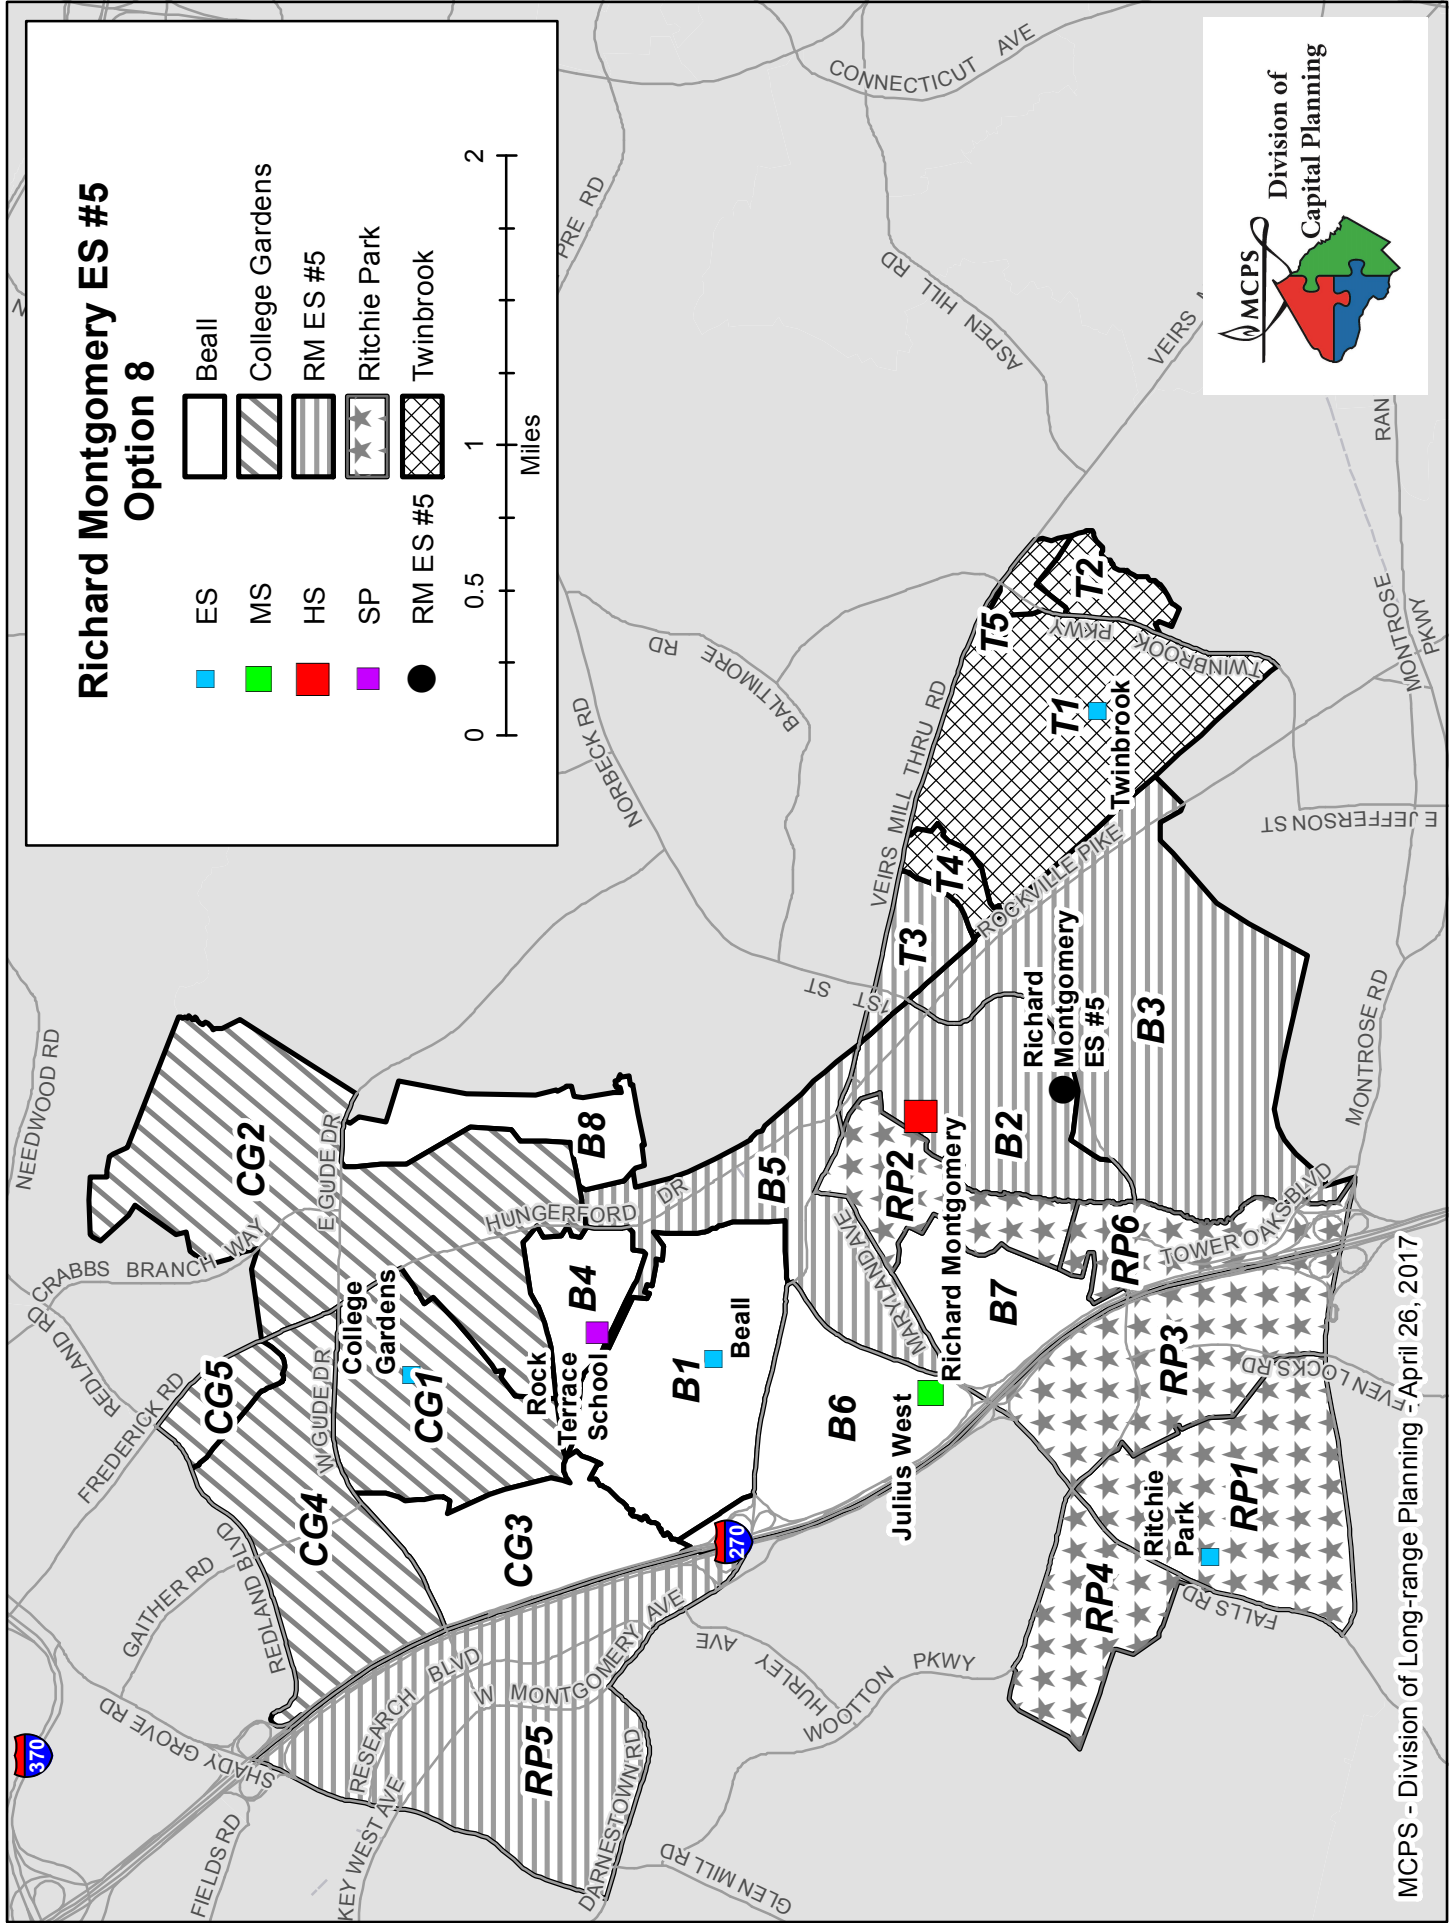 Richard Montgomery ES #5
Option 8
ES
MS
HS
SP
RM ES #5
Beall
College Gardens
RM ES #5
Ritchie Park
Twinbrook
0
0.5
1
2
Miles
370
SHADY GROVE RD
FIELDS RD
GAITHER RD
REDLAND BLVD
FREDERICK RD
REDLAND RD
CRABBS BRANCH WAY
NEEDWOOD RD
CG2
CG5
CG4
W GUDE DR
E GUDE DR
College
Gardens
CG1
HUNGERFORD DR
KEY WEST AVE
RESEARCH BLVD
W MONTGOMERY AVE
RP5
CG3
Rock
Terrace
School
B4
B8
DARNESTOWN RD
GLEN MILL RD
270
B1
Beall
B5
NORBECK RD
BALTIMORE RD
PRE RD
CONNECTICUT AVE
ASPEN HILL RD
HURLEY AVE
WOOTTON PKWY
B6
Julius West
MARYLAND AVE
RP2
Richard Montgomery
B7
B2
1ST ST
VEIRS MILL THRU RD
T3
T4
T5
T1
T2
Twinbrook
TWINBROOK PKWY
VEIRS
ROCKVILLE PIKE
Richard
Montgomery
ES #5
B3
RP6
TOWER OAKS BLVD
RP3
RP4
Ritchie
Park
RP1
FALLS RD
SEVEN LOCKS RD
MONTROSE RD
E JEFFERSON ST
MONTROSE
PKWY
RAN
MCPS
Division of
Capital Planning
MCPS - Division of Long-range Planning - April 26, 2017